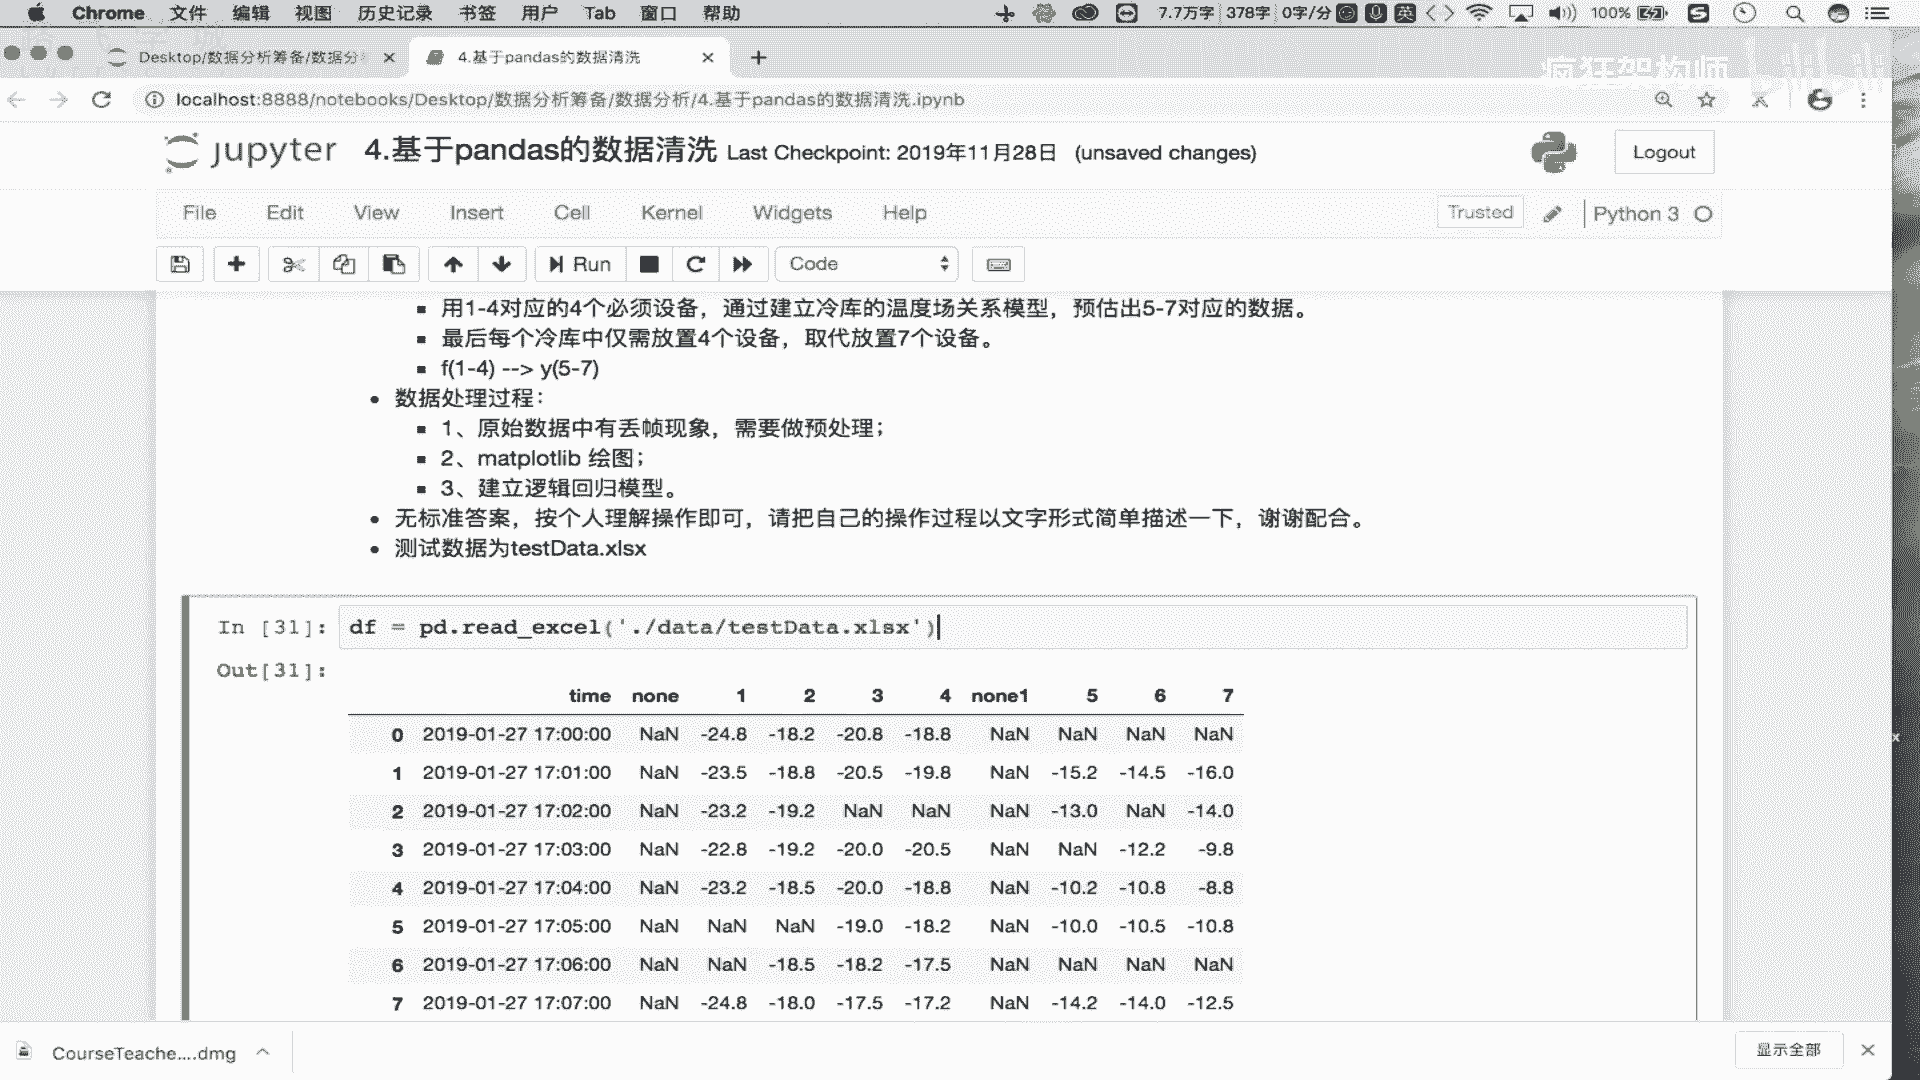 Chrome 文件 编辑 视图 历史记录 书签 用户 Tab 窗口 帮助 7.7万字 378字 0字/分 英 100%
Desktop/数据分析筹备/数据分 4.基于pandas的数据清洗
疯狂架构师 bilibili
localhost:8888/notebooks/Desktop/数据分析筹备/数据分析/4.基于pandas的数据清洗.ipynb
jupyter 4.基于pandas的数据清洗 Last Checkpoint: 2019年11月28日 (unsaved changes) Logout
File Edit View Insert Cell Kernel Widgets Help Trusted Python 3
Run Code
用1-4对应的4个必须设备，通过建立冷库的温度场关系模型，预估出5-7对应的数据。
最后每个冷库中仅需放置4个设备，取代放置7个设备。
f(1-4) --> y(5-7)
数据处理过程：
1、原始数据中有丢帧现象，需要做预处理；
2、matplotlib 绘图；
3、建立逻辑回归模型。
无标准答案，按个人理解操作即可，请把自己的操作过程以文字形式简单描述一下，谢谢配合。
测试数据为testData.xlsx
In [31]: df = pd.read_excel('./data/testData.xlsx')
Out[31]:
time none 1 2 3 4 none1 5 6 7
0 2019-01-27 17:00:00 NaN -24.8 -18.2 -20.8 -18.8 NaN NaN NaN NaN
1 2019-01-27 17:01:00 NaN -23.5 -18.8 -20.5 -19.8 NaN -15.2 -14.5 -16.0
2 2019-01-27 17:02:00 NaN -23.2 -19.2 NaN NaN NaN -13.0 NaN -14.0
3 2019-01-27 17:03:00 NaN -22.8 -19.2 -20.0 -20.5 NaN NaN -12.2 -9.8
4 2019-01-27 17:04:00 NaN -23.2 -18.5 -20.0 -18.8 NaN -10.2 -10.8 -8.8
5 2019-01-27 17:05:00 NaN NaN NaN -19.0 -18.2 NaN -10.0 -10.5 -10.8
6 2019-01-27 17:06:00 NaN NaN -18.5 -18.2 -17.5 NaN NaN NaN NaN
7 2019-01-27 17:07:00 NaN -24.8 -18.0 -17.5 -17.2 NaN -14.2 -14.0 -12.5
CourseTeache....dmg 显示全部